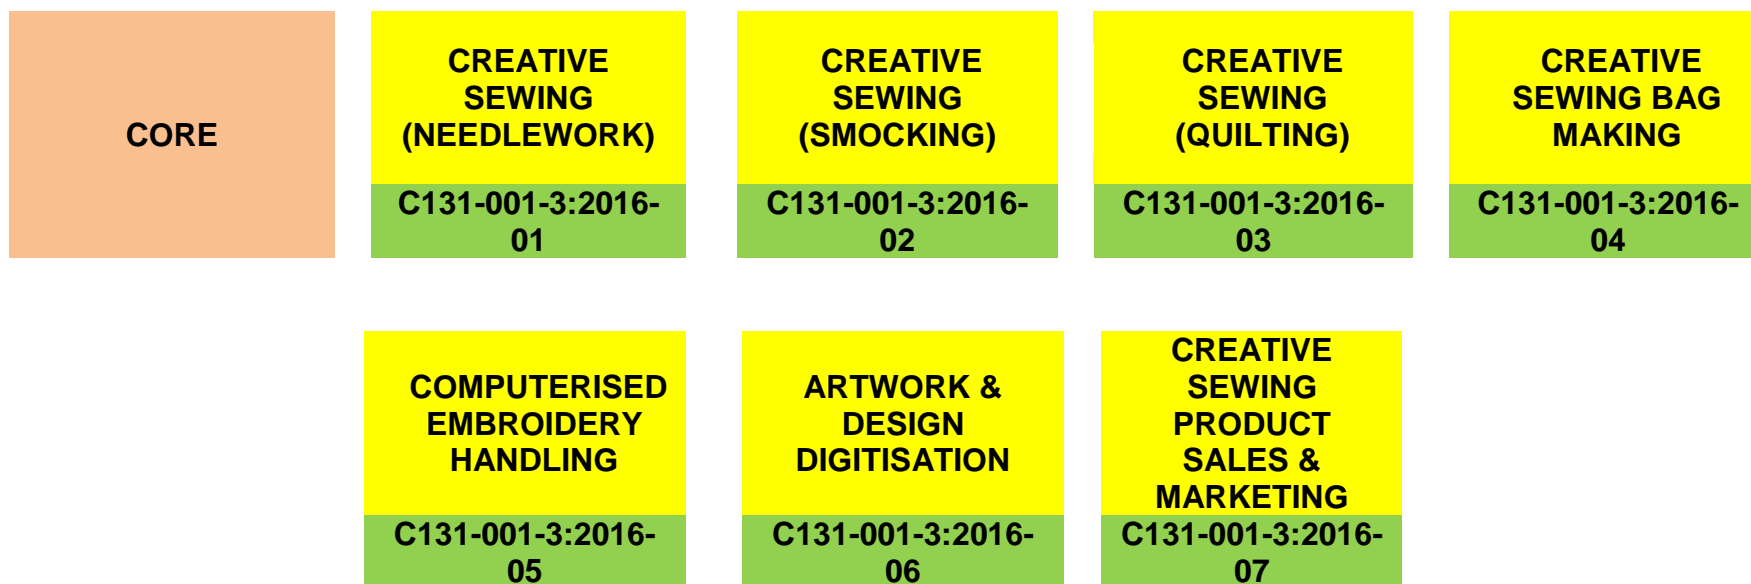 CORE
CREATIVE
SEWING
(NEEDLEWORK)
C131-001-3:2016-
01
CREATIVE
SEWING
(SMOCKING)
C131-001-3:2016-
02
CREATIVE
SEWING
(QUILTING)
C131-001-3:2016-
03
CREATIVE
SEWING BAG
MAKING
C131-001-3:2016-
04
COMPUTERISED
EMBROIDERY
HANDLING
C131-001-3:2016-
05
ARTWORK &
DESIGN
DIGITISATION
C131-001-3:2016-
06
CREATIVE
SEWING
PRODUCT
SALES &
MARKETING
C131-001-3:2016-
07